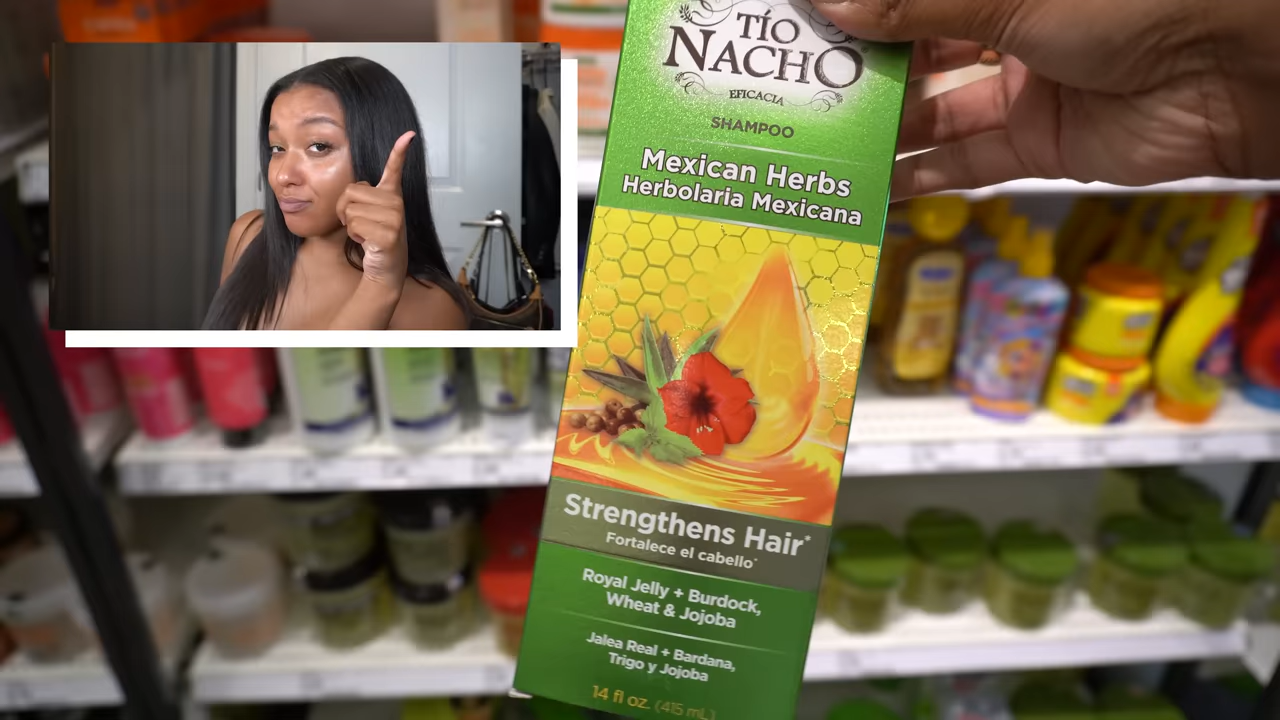 TÍO
NACHO
EFICACIA
SHAMPOO
Mexican Herbs
Herbolaria Mexicana
Strengthens Hair*
Fortalece el cabello*
Royal Jelly + Burdock,
Wheat & Jojoba
Jalea Real + Bardana,
Trigo y Jojoba
14 fl oz. (415 mL)